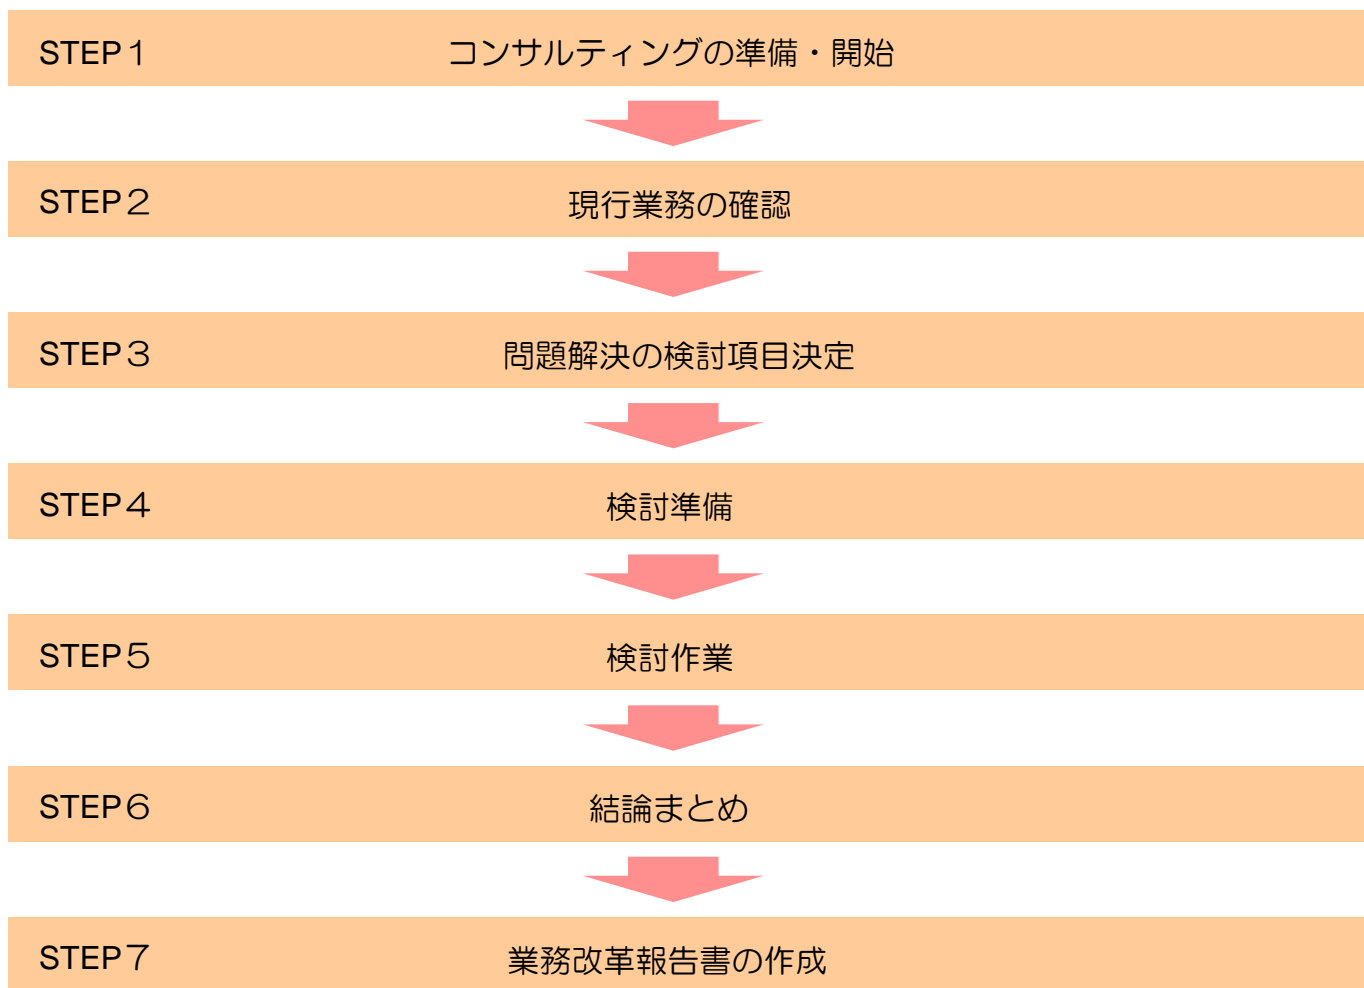 STEP１ コンサルティングの準備・開始
STEP２ 現行業務の確認
STEP３ 問題解決の検討項目決定
STEP４ 検討準備
STEP５ 検討作業
STEP６ 結論まとめ
STEP７ 業務改革報告書の作成